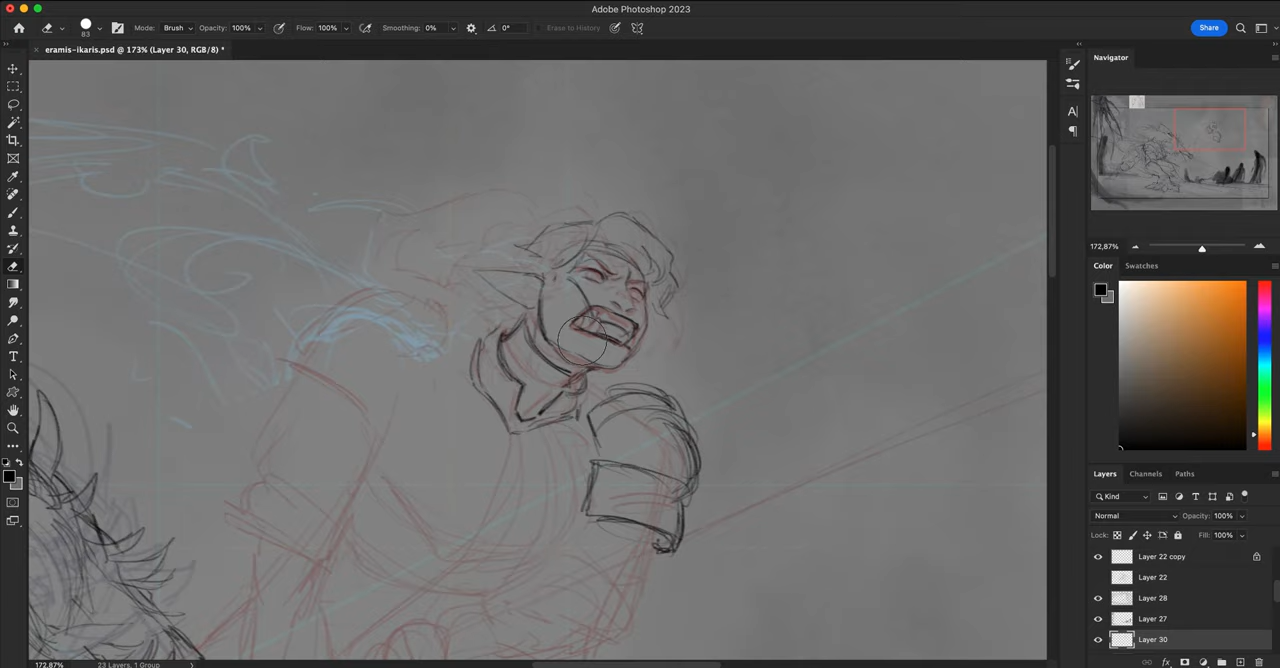 Adobe Photoshop 2023
83
Mode: Brush
Opacity: 100%
Flow: 100%
Smoothing: 0%
0°
Erase to History
Share
eramis-ikaris.psd @ 173% (Layer 30, RGB/8) *
Navigator
172,87%
Color
Swatches
Layers
Channels
Paths
Kind
Normal
Opacity: 100%
Lock:
Fill: 100%
Layer 22 copy
Layer 22
Layer 28
Layer 27
Layer 30
172,87%
23 Layers, 1 Group